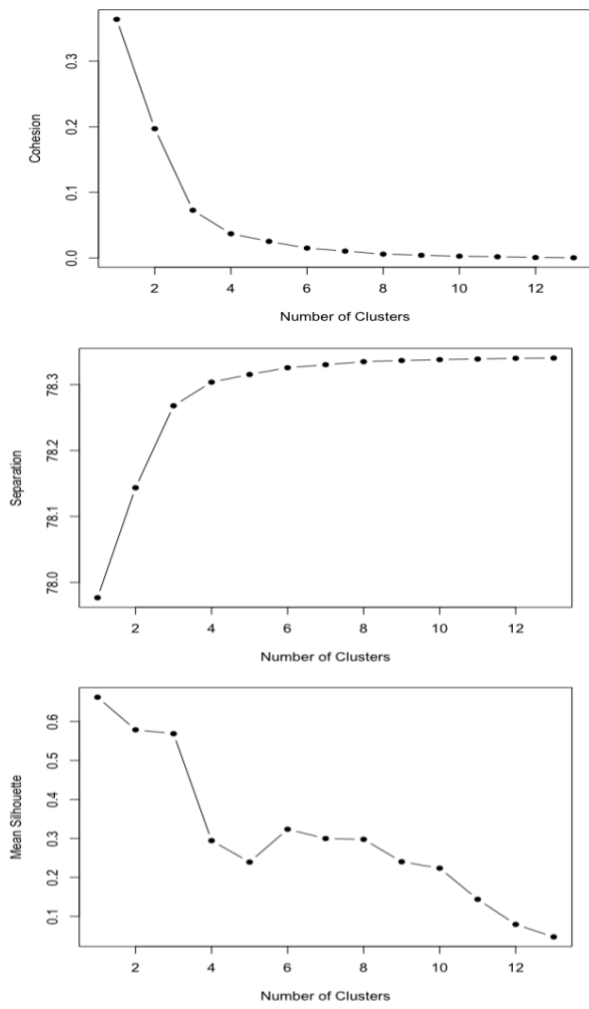 Cohesion
0.3
0.2
0.1
0.0
2 4 6 8 10 12
Number of Clusters
Separation
78.3
78.2
78.1
78.0
2 4 6 8 10 12
Number of Clusters
Mean Silhouette
0.6
0.5
0.4
0.3
0.2
0.1
2 4 6 8 10 12
Number of Clusters